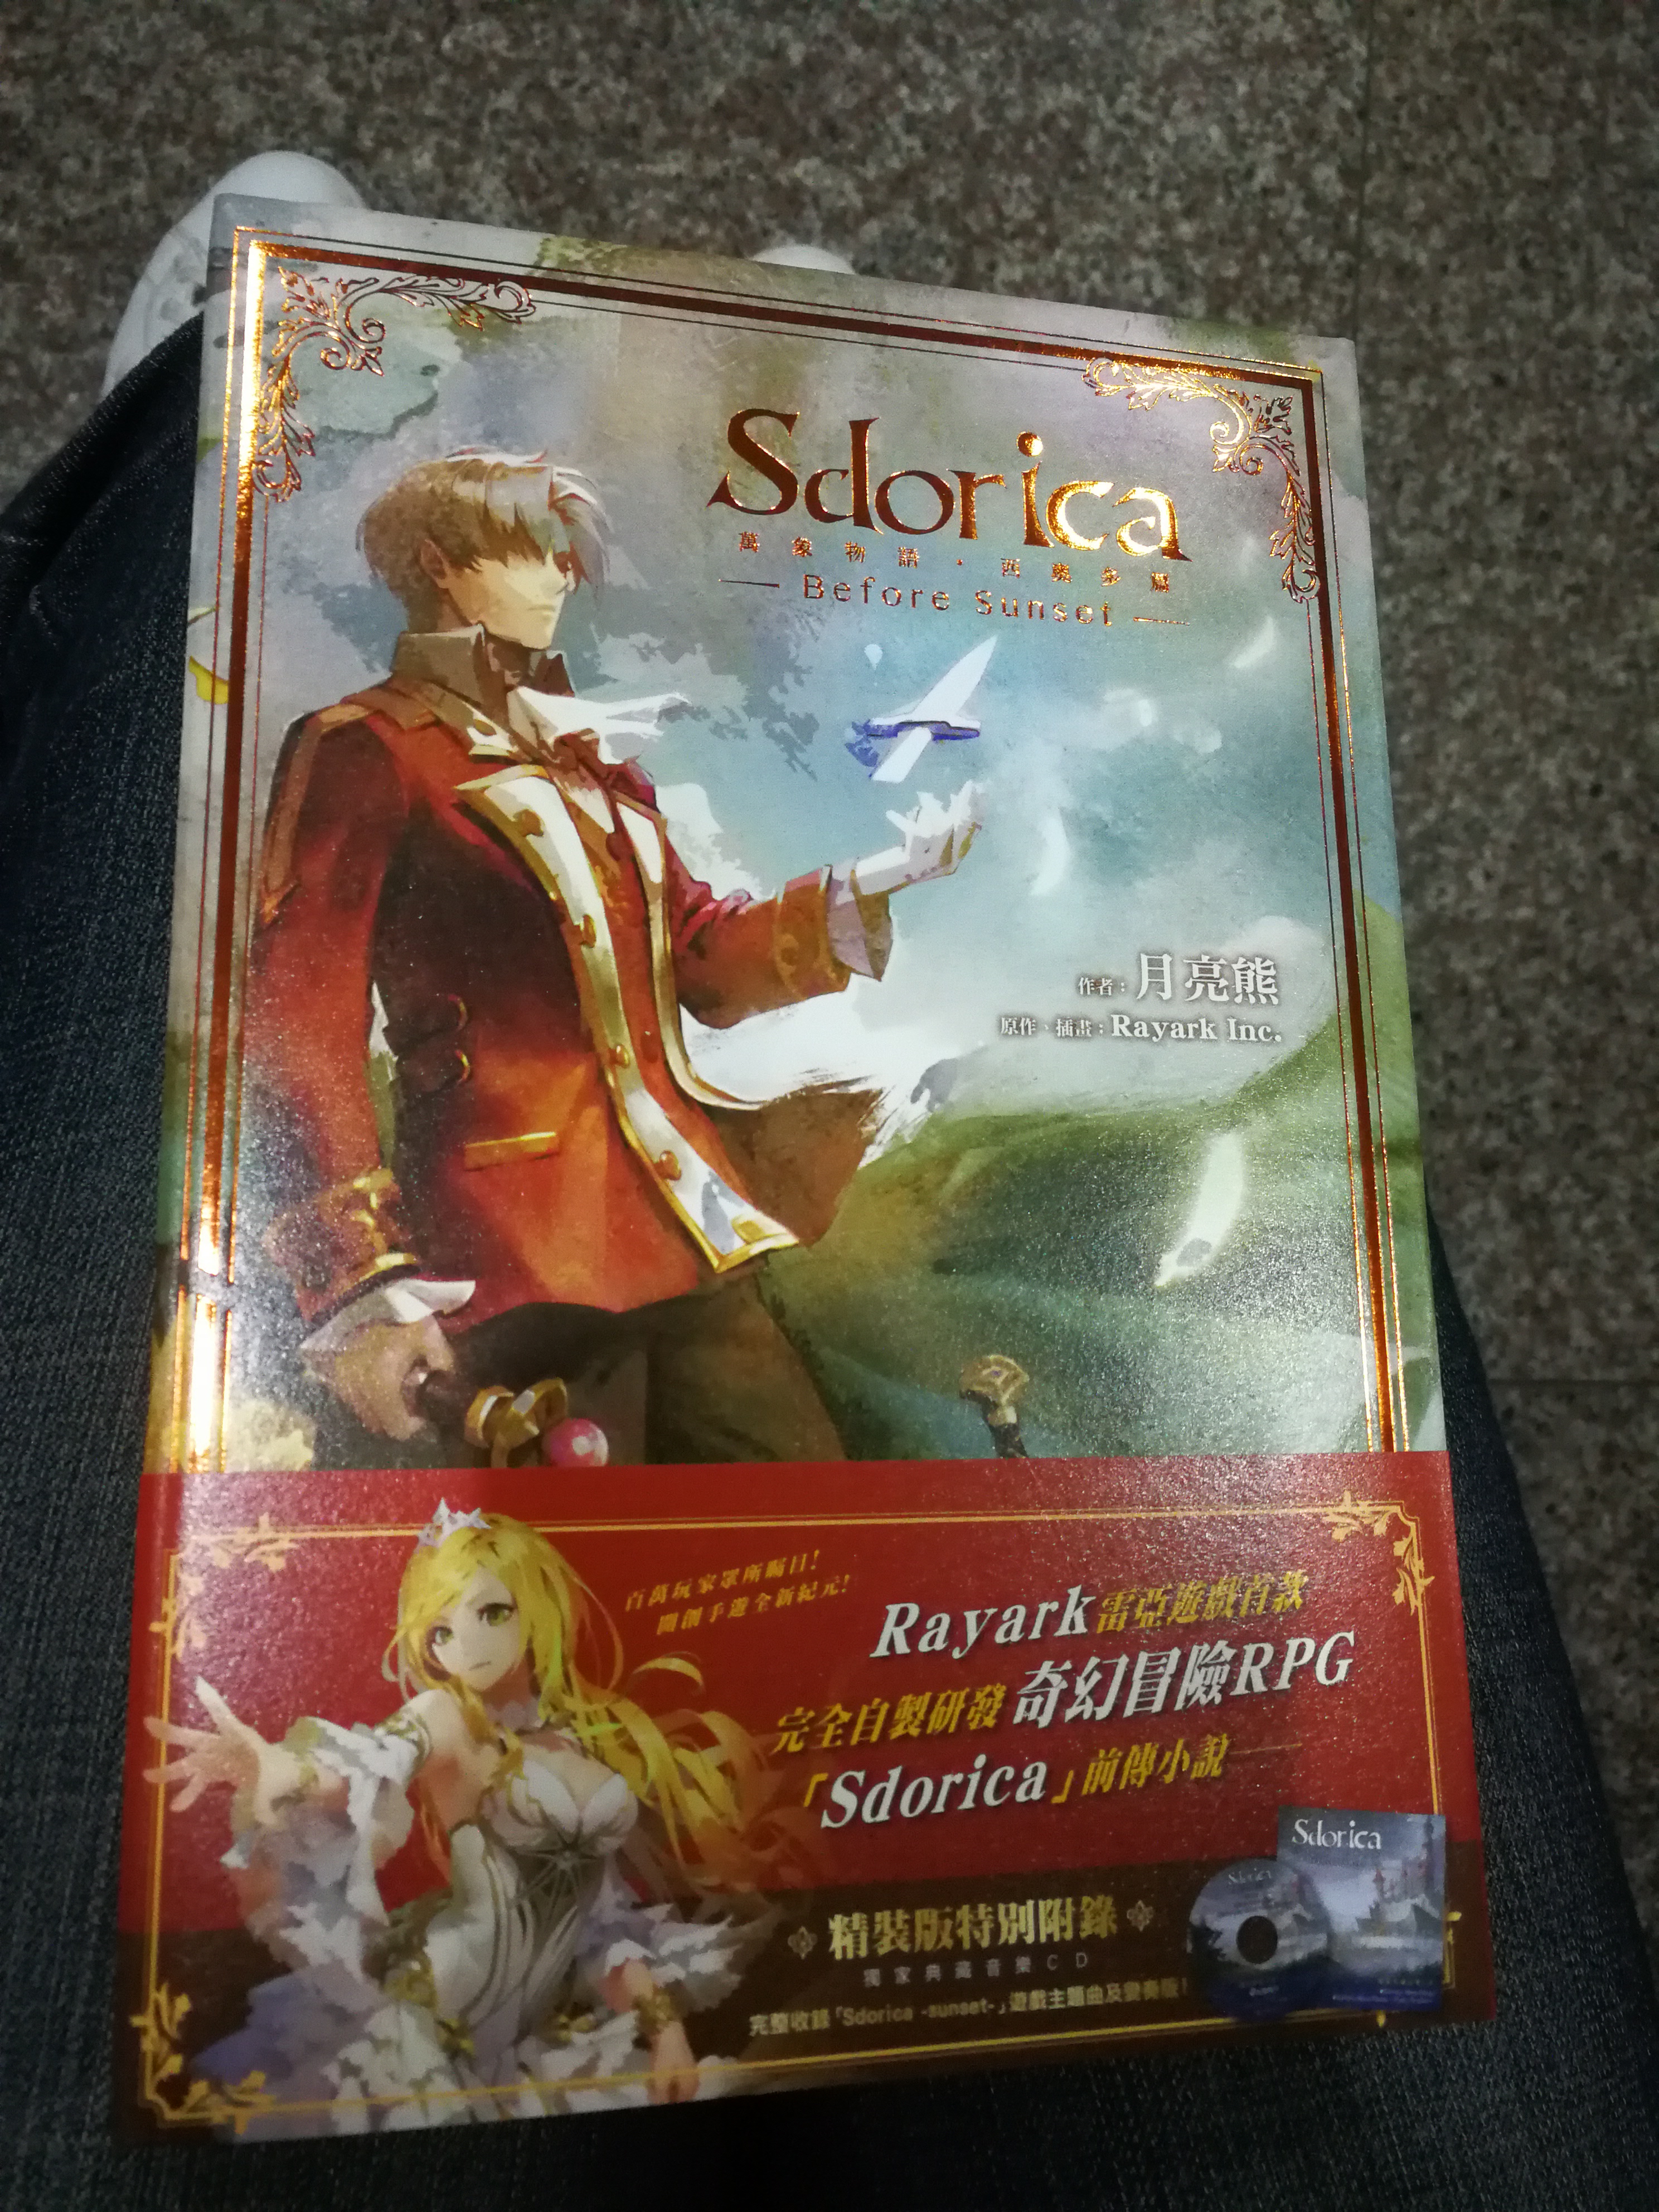 Sdorica
萬象物語・西奧多篇
Before Sunset
作者：月亮熊
原作、插畫：Rayark Inc.
百萬玩家眾所矚目！
開創手遊全新紀元！
Rayark雷亞遊戲首款
完全自製研發 奇幻冒險RPG
「Sdorica」前傳小說——
精裝版特別附錄
獨家典藏音樂CD
完整收錄「Sdorica -sunset-」遊戲主題曲及變奏版！
Sdorica